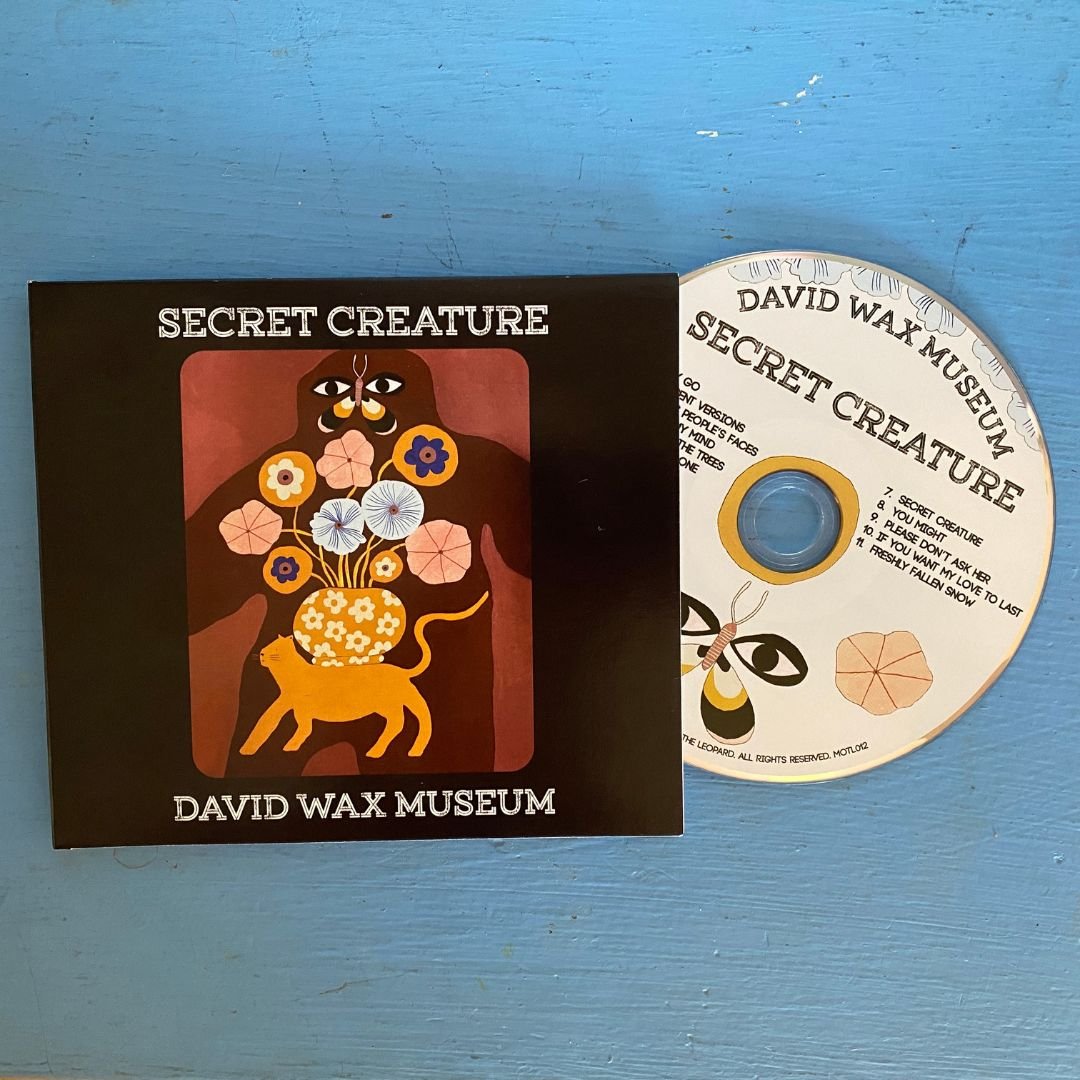 SECRET CREATURE
DAVID WAX MUSEUM
DAVID WAX MUSEUM
SECRET CREATURE
GO
VERSIONS
PEOPLE'S FACES
MY MIND
THE TREES
7. SECRET CREATURE
8. YOU MIGHT
9. PLEASE DON'T ASK HER
10. IF YOU WANT MY LOVE TO LAST
11. FRESHLY FALLEN SNOW
THE LEOPARD. ALL RIGHTS RESERVED. MOTL012